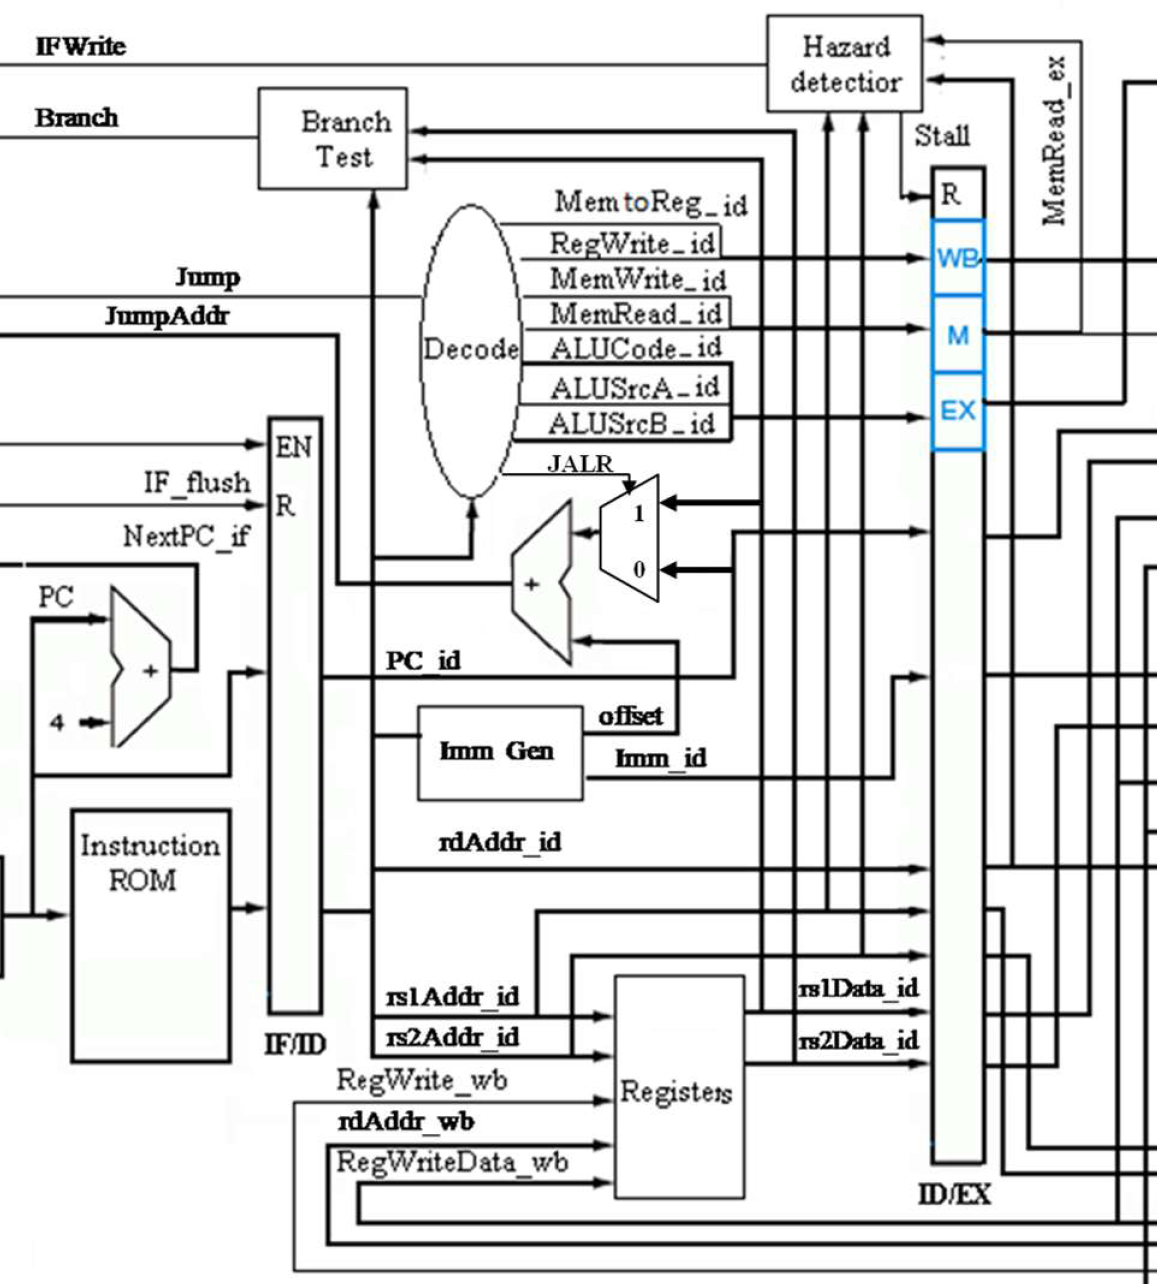 IFWrite
Hazard
detectior
MemRead_ex
Branch
Branch
Test
Stall
R
MemtoReg_id
RegWrite_id
WB
Jump
MemWrite_id
JumpAddr
MemRead_id
M
Decode
ALUCode_id
ALUSrcA_id
EX
ALUSrcB_id
EN
JALR
IF_flush
R
1
NextPC_if
0
+
PC
PC_id
+
4
offset
Imm Gen
Imm_id
Instruction
ROM
rdAddr_id
rs1Addr_id
rs1Data_id
IF/ID
rs2Addr_id
rs2Data_id
RegWrite_wb
Registers
rdAddr_wb
RegWriteData_wb
ID/EX